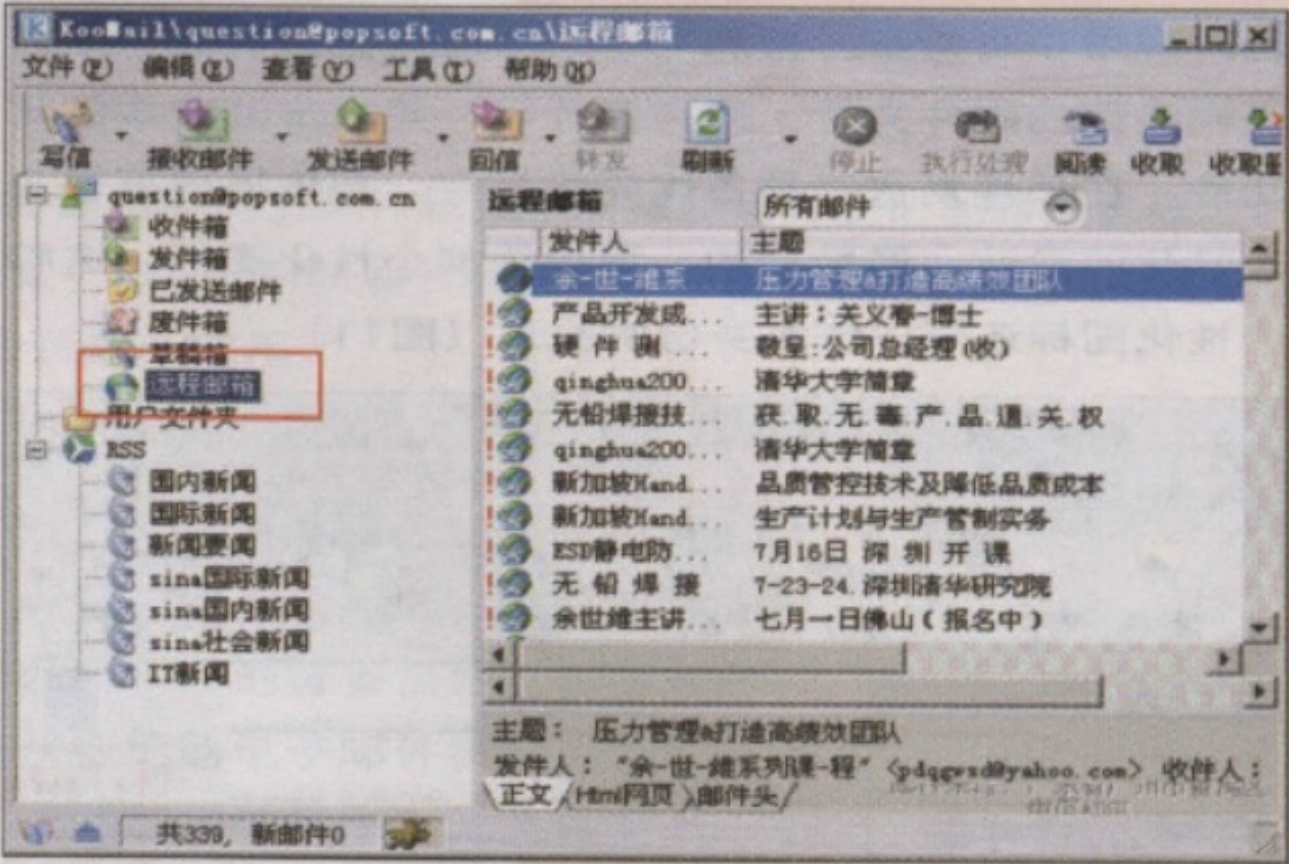 KooMail\question@popsoft.com.cn\远程邮箱
文件(F) 编辑(E) 查看(V) 工具(T) 帮助(H)
写信 接收邮件 发送邮件 回信 转发 刷新 停止 执行处理 阅读 收取 收取量
question@popsoft.com.cn
收件箱
发件箱
已发送邮件
废件箱
草稿箱
远程邮箱
用户文件夹
RSS
国内新闻
国际新闻
新闻要闻
sina国际新闻
sina国内新闻
sina社会新闻
IT新闻
远程邮箱 所有邮件
发件人 主题
余-世-維系 压力管理&打造高績效团队
产品开发成... 主讲：关义春-博士
硬 件 测 ... 敬呈:公司总经理(收)
qinghua200... 清华大学简章
无铅焊接技... 获.取.无.毒.产.品.通.关.权
qinghua200... 清华大学简章
新加坡Hand... 品质管控技术及降低品质成本
新加坡Hand... 生产计划与生产管制实务
ESD静电防... 7月16日 深 圳 开 课
无 铅 焊 接 7-23-24.深圳清华研究院
余世维主讲... 七月一日佛山（报名中）
主题： 压力管理&打造高績效团队
发件人："余-世-維系列課-程" <pdqgwsd@yahoo.com> 收件人：
正文 Html网页 邮件头
共339, 新邮件0